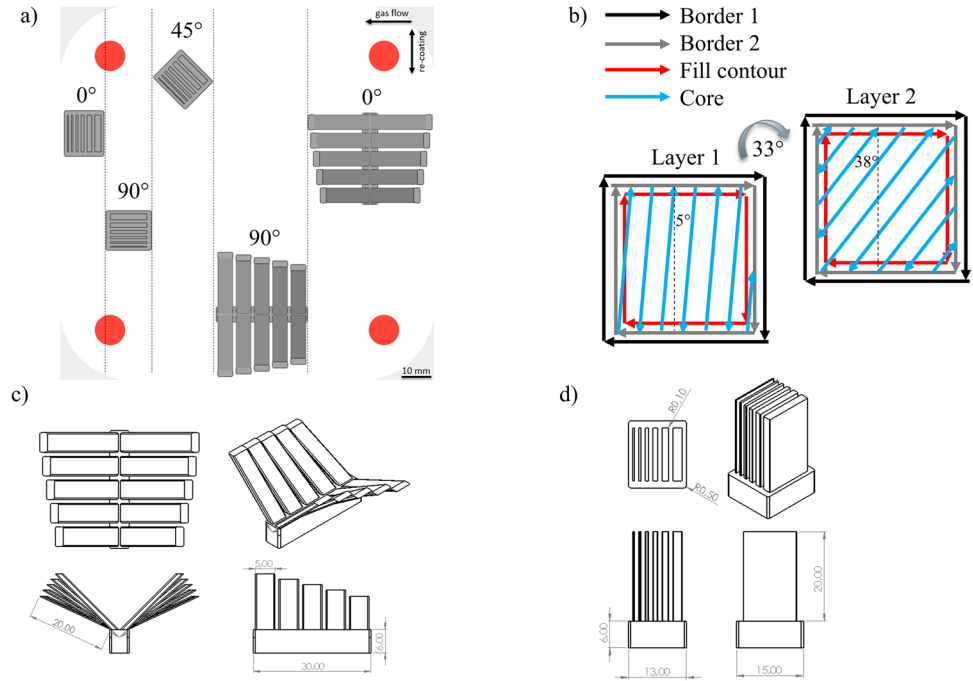 a)
gas flow
re-coating
45°
0°
0°
90°
90°
10 mm
b)
Border 1
Border 2
Fill contour
Core
Layer 1
33°
Layer 2
5°
38°
c)
20.00
5.00
6.00
30.00
d)
R0,10
R0,50
6.00
13.00
20.00
15.00